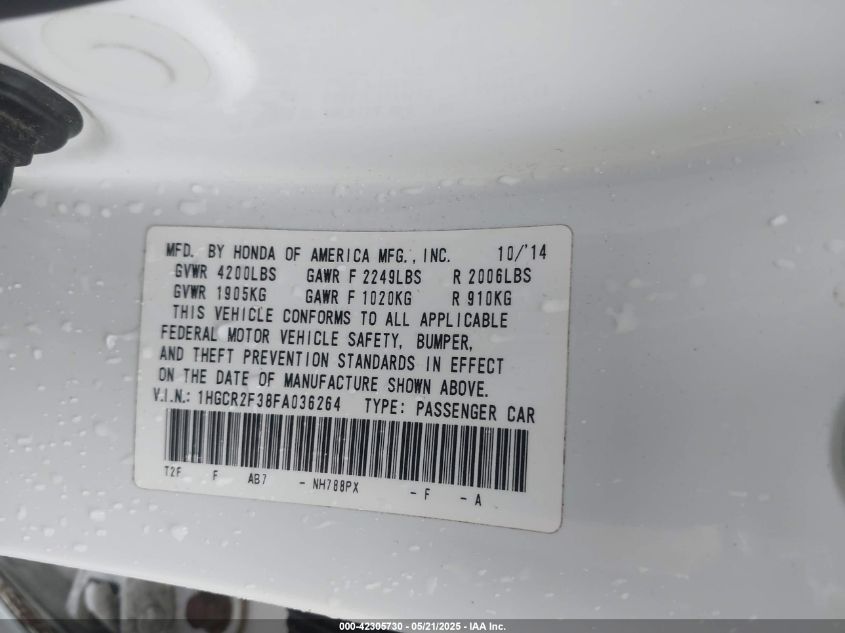 MFD. BY HONDA OF AMERICA MFG., INC. 10/'14
GVWR 4200LBS GAWR F 2249LBS R 2006LBS
GVWR 1905KG GAWR F 1020KG R 910KG
THIS VEHICLE CONFORMS TO ALL APPLICABLE
FEDERAL MOTOR VEHICLE SAFETY, BUMPER,
AND THEFT PREVENTION STANDARDS IN EFFECT
ON THE DATE OF MANUFACTURE SHOWN ABOVE.
V.I.N.: 1HGCR2F38FA036264 TYPE: PASSENGER CAR
T2F F AB7 - NH788PX - F - A
000-42305730 - 05/21/2025 - IAA Inc.